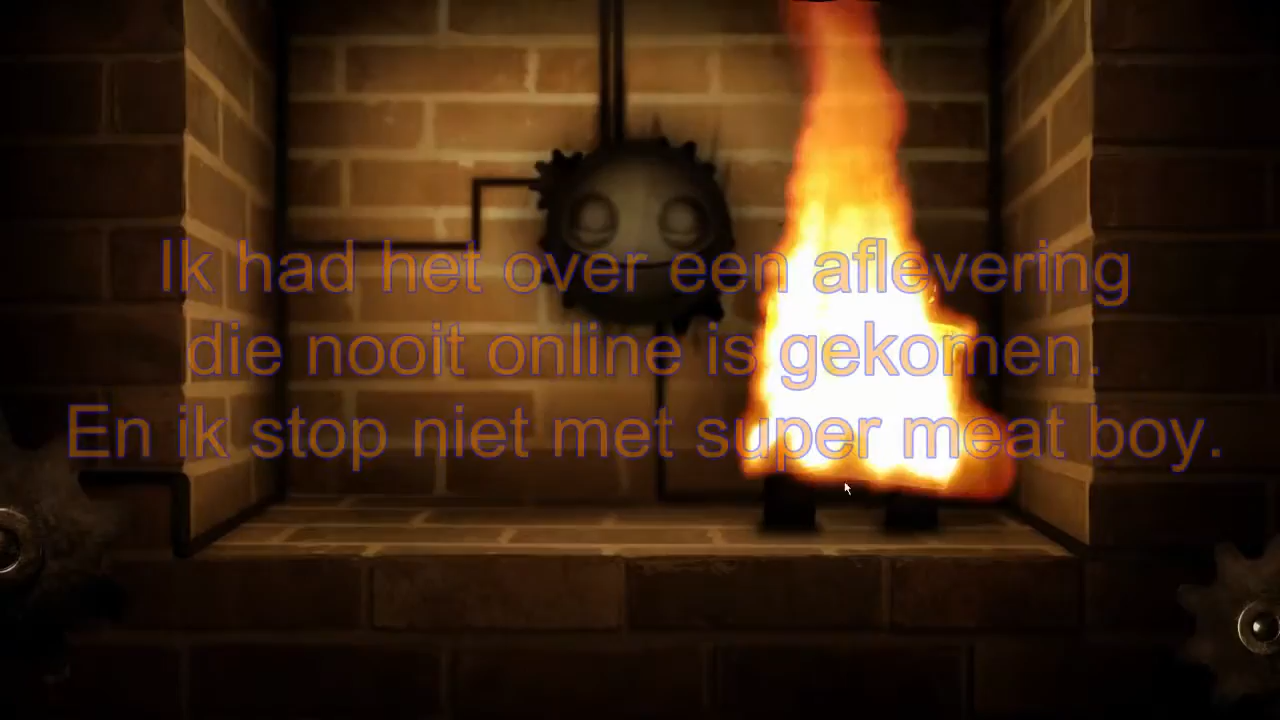 Ik had het over een aflevering
die nooit online is gekomen.
En ik stop niet met super meat boy.